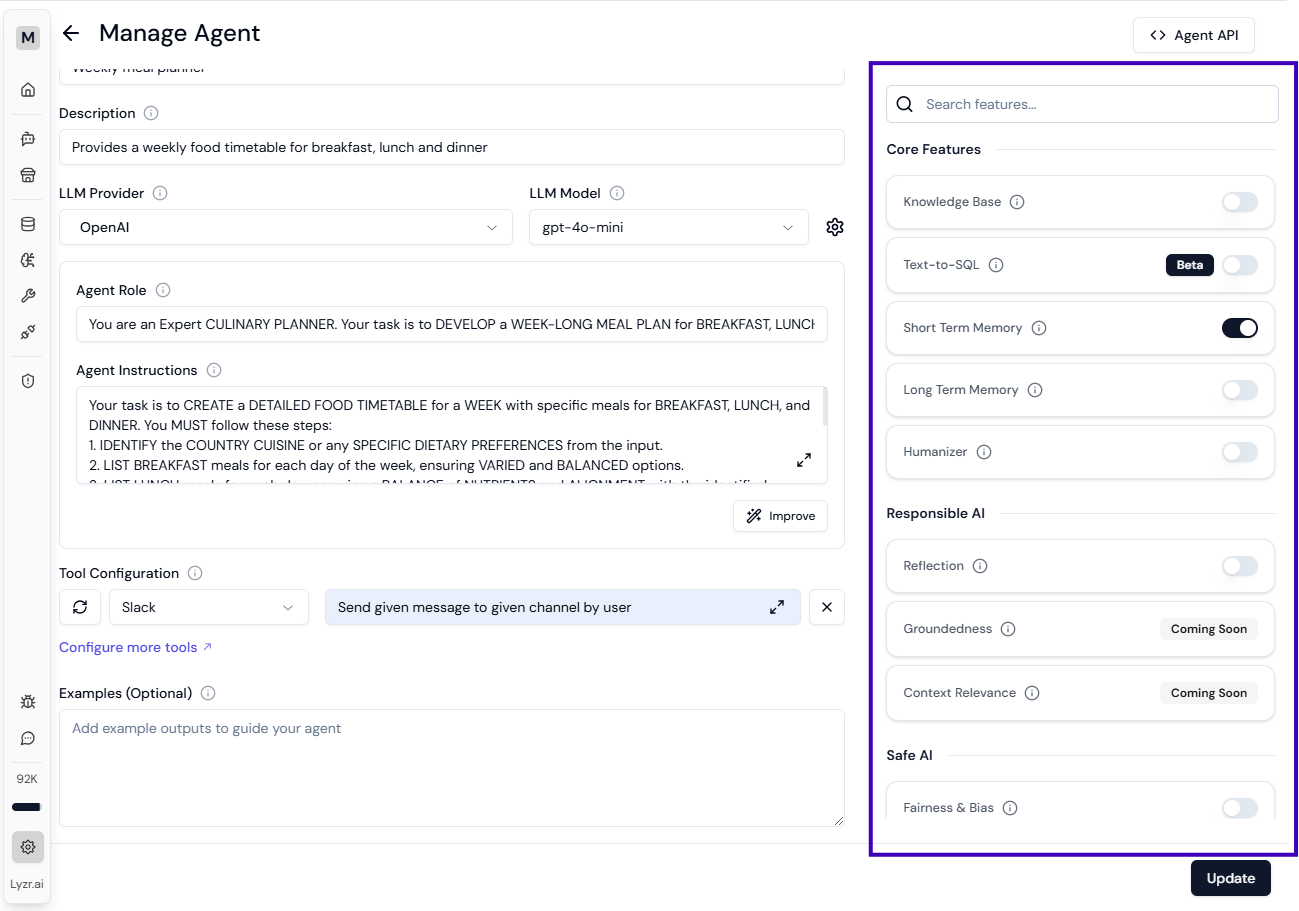 M
Manage Agent
Agent API
Weekly meal planner
Description
Provides a weekly food timetable for breakfast, lunch and dinner
LLM Provider
LLM Model
OpenAI
gpt-4o-mini
Agent Role
You are an Expert CULINARY PLANNER. Your task is to DEVELOP a WEEK-LONG MEAL PLAN for BREAKFAST, LUNCH
Agent Instructions
Your task is to CREATE a DETAILED FOOD TIMETABLE for a WEEK with specific meals for BREAKFAST, LUNCH, and
DINNER. You MUST follow these steps:
1. IDENTIFY the COUNTRY CUISINE or any SPECIFIC DIETARY PREFERENCES from the input.
2. LIST BREAKFAST meals for each day of the week, ensuring VARIED and BALANCED options.
Improve
Tool Configuration
Slack
Send given message to given channel by user
Configure more tools
Examples (Optional)
Add example outputs to guide your agent
92K
Lyzr.ai
Search features...
Core Features
Knowledge Base
Text-to-SQL
Beta
Short Term Memory
Long Term Memory
Humanizer
Responsible AI
Reflection
Groundedness
Coming Soon
Context Relevance
Coming Soon
Safe AI
Fairness & Bias
Update